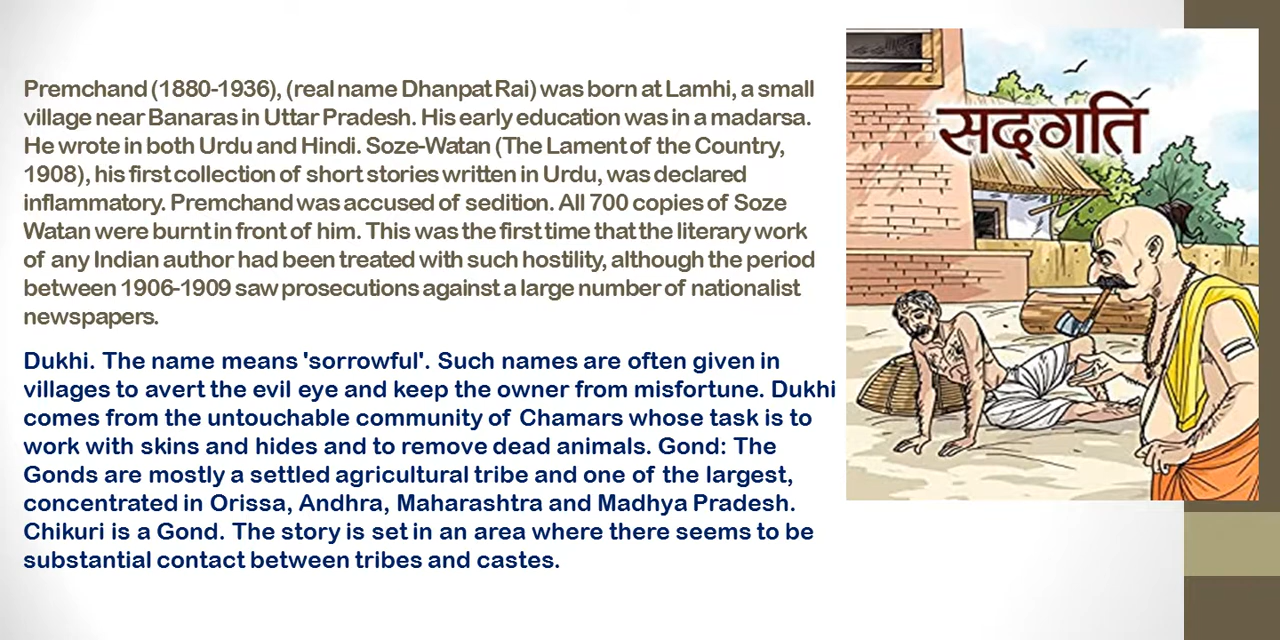 Premchand (1880-1936), (real name Dhanpat Rai) was born at Lamhi, a small
village near Banaras in Uttar Pradesh. His early education was in a madarsa.
He wrote in both Urdu and Hindi. Soze-Watan (The Lament of the Country,
1908), his first collection of short stories written in Urdu, was declared
inflammatory. Premchand was accused of sedition. All 700 copies of Soze
Watan were burnt in front of him. This was the first time that the literary work
of any Indian author had been treated with such hostility, although the period
between 1906-1909 saw prosecutions against a large number of nationalist
newspapers.
Dukhi. The name means 'sorrowful'. Such names are often given in
villages to avert the evil eye and keep the owner from misfortune. Dukhi
comes from the untouchable community of Chamars whose task is to
work with skins and hides and to remove dead animals. Gond: The
Gonds are mostly a settled agricultural tribe and one of the largest,
concentrated in Orissa, Andhra, Maharashtra and Madhya Pradesh.
Chikuri is a Gond. The story is set in an area where there seems to be
substantial contact between tribes and castes.
सद्गति